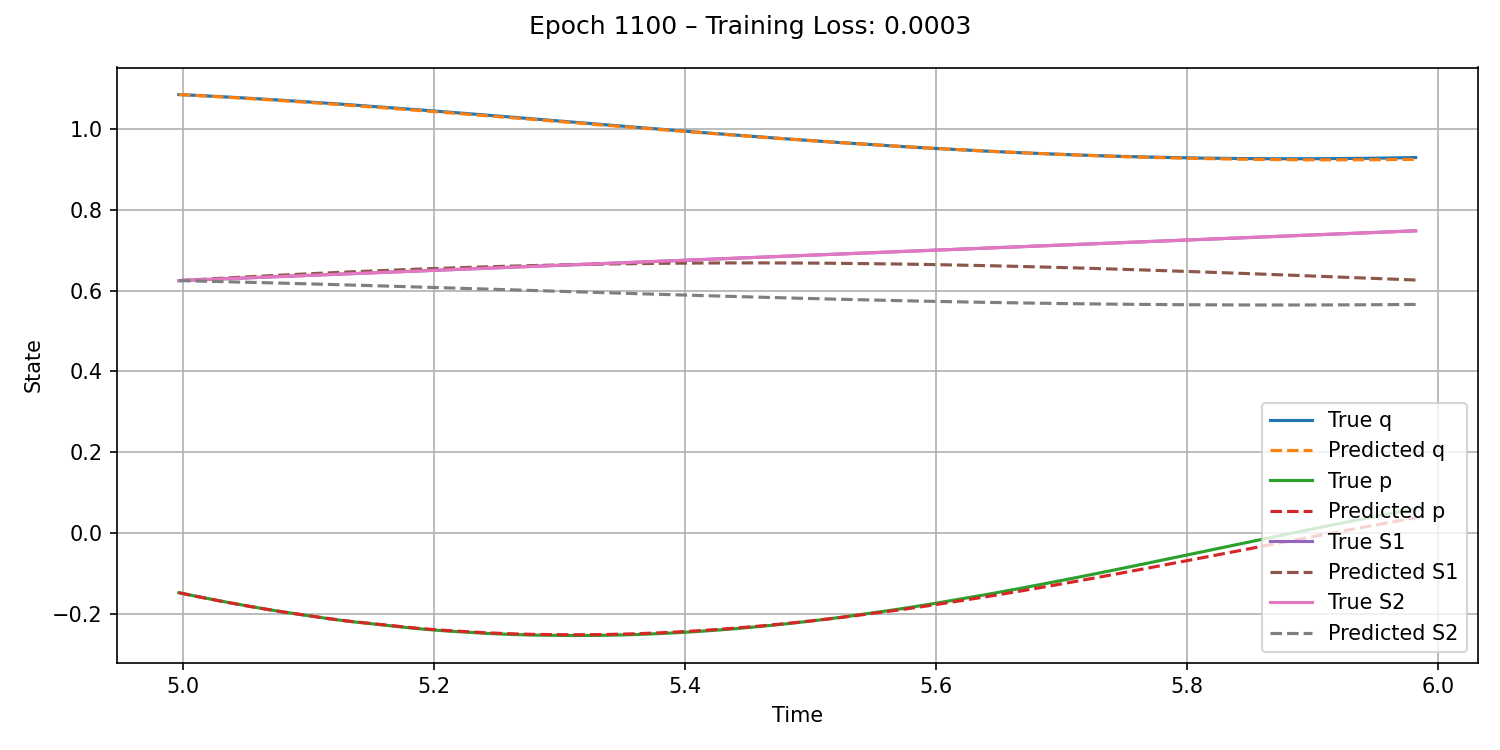 Epoch 1100 – Training Loss: 0.0003
State
1.0
0.8
0.6
0.4
0.2
0.0
−0.2
True q
Predicted q
True p
Predicted p
True S1
Predicted S1
True S2
Predicted S2
5.0 5.2 5.4 5.6 5.8 6.0
Time